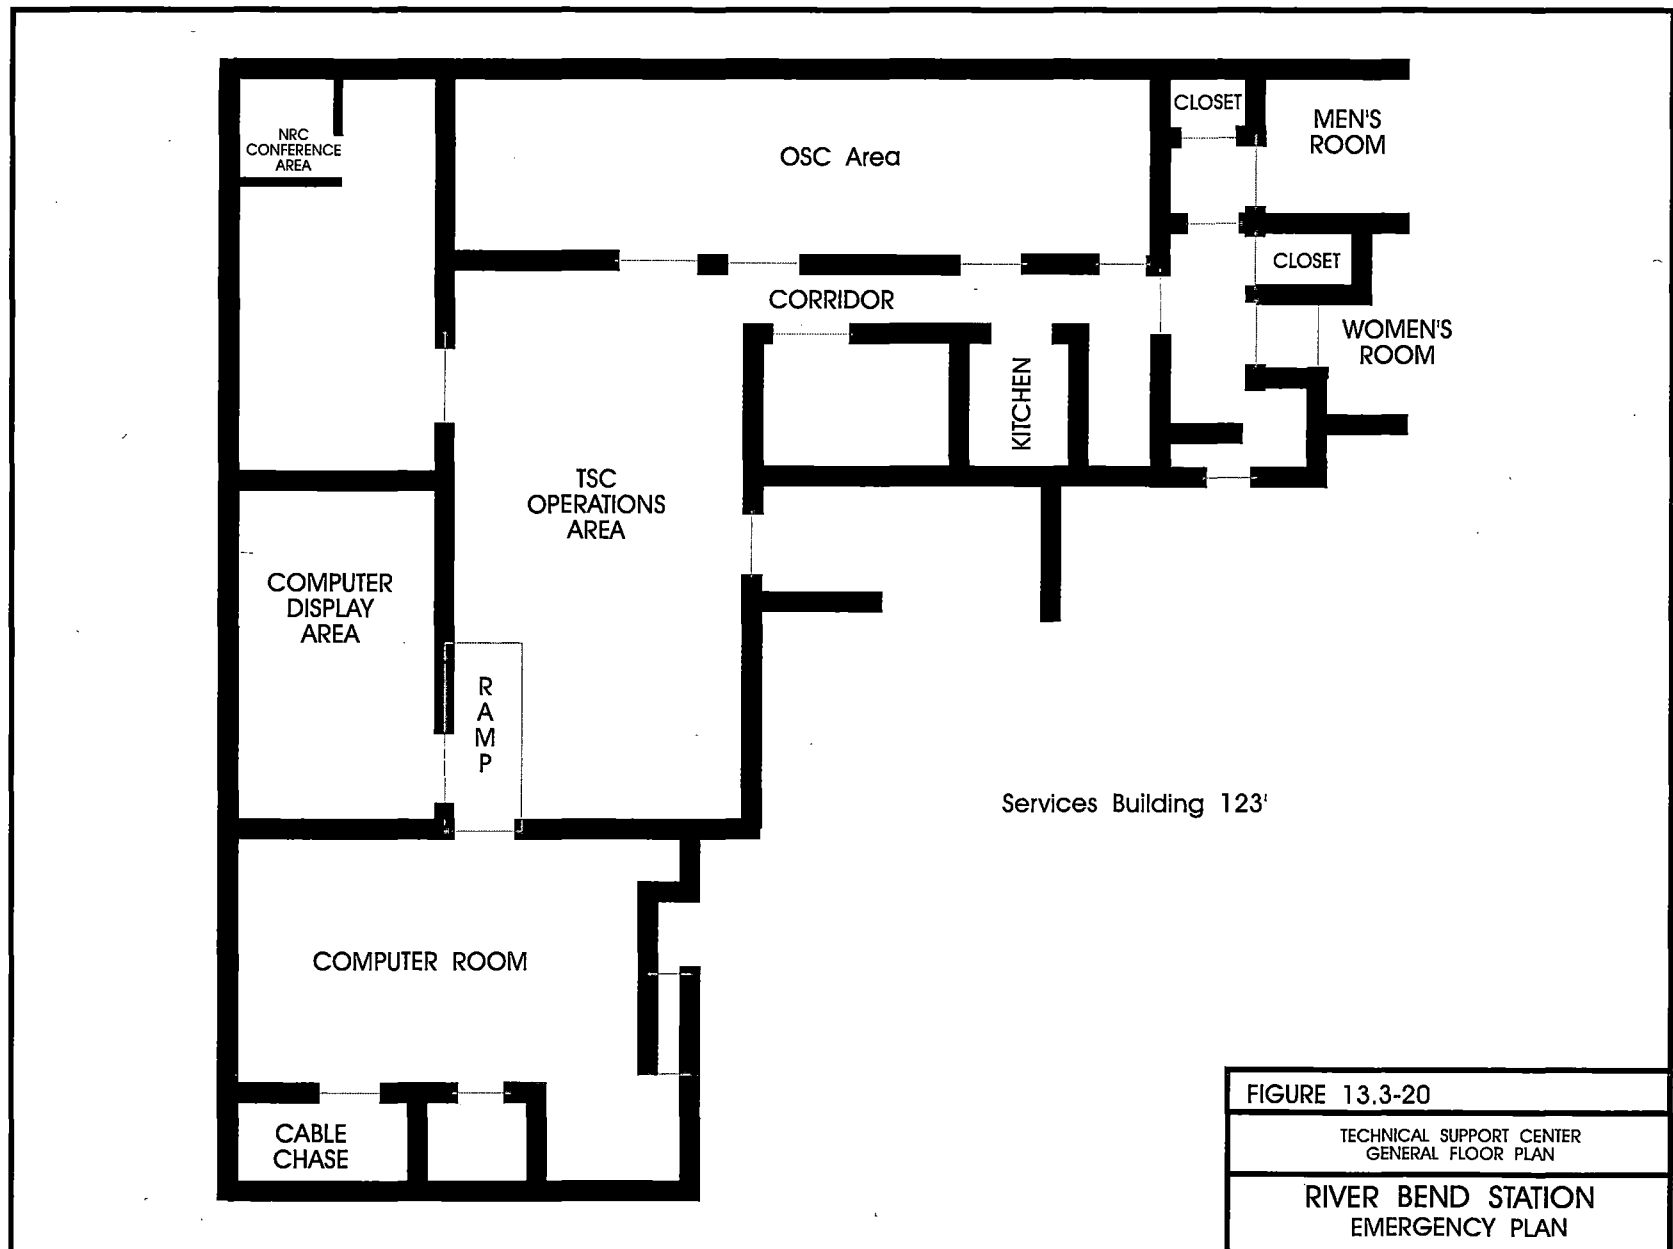 CLOSET
MEN'S
ROOM
NRC
CONFERENCE
AREA
OSC Area
CLOSET
CORRIDOR
WOMEN'S
ROOM
KITCHEN
TSC
OPERATIONS
AREA
COMPUTER
DISPLAY
AREA
RAMP
Services Building 123'
COMPUTER ROOM
CABLE
CHASE
FIGURE 13.3-20
TECHNICAL SUPPORT CENTER
GENERAL FLOOR PLAN
RIVER BEND STATION
EMERGENCY PLAN